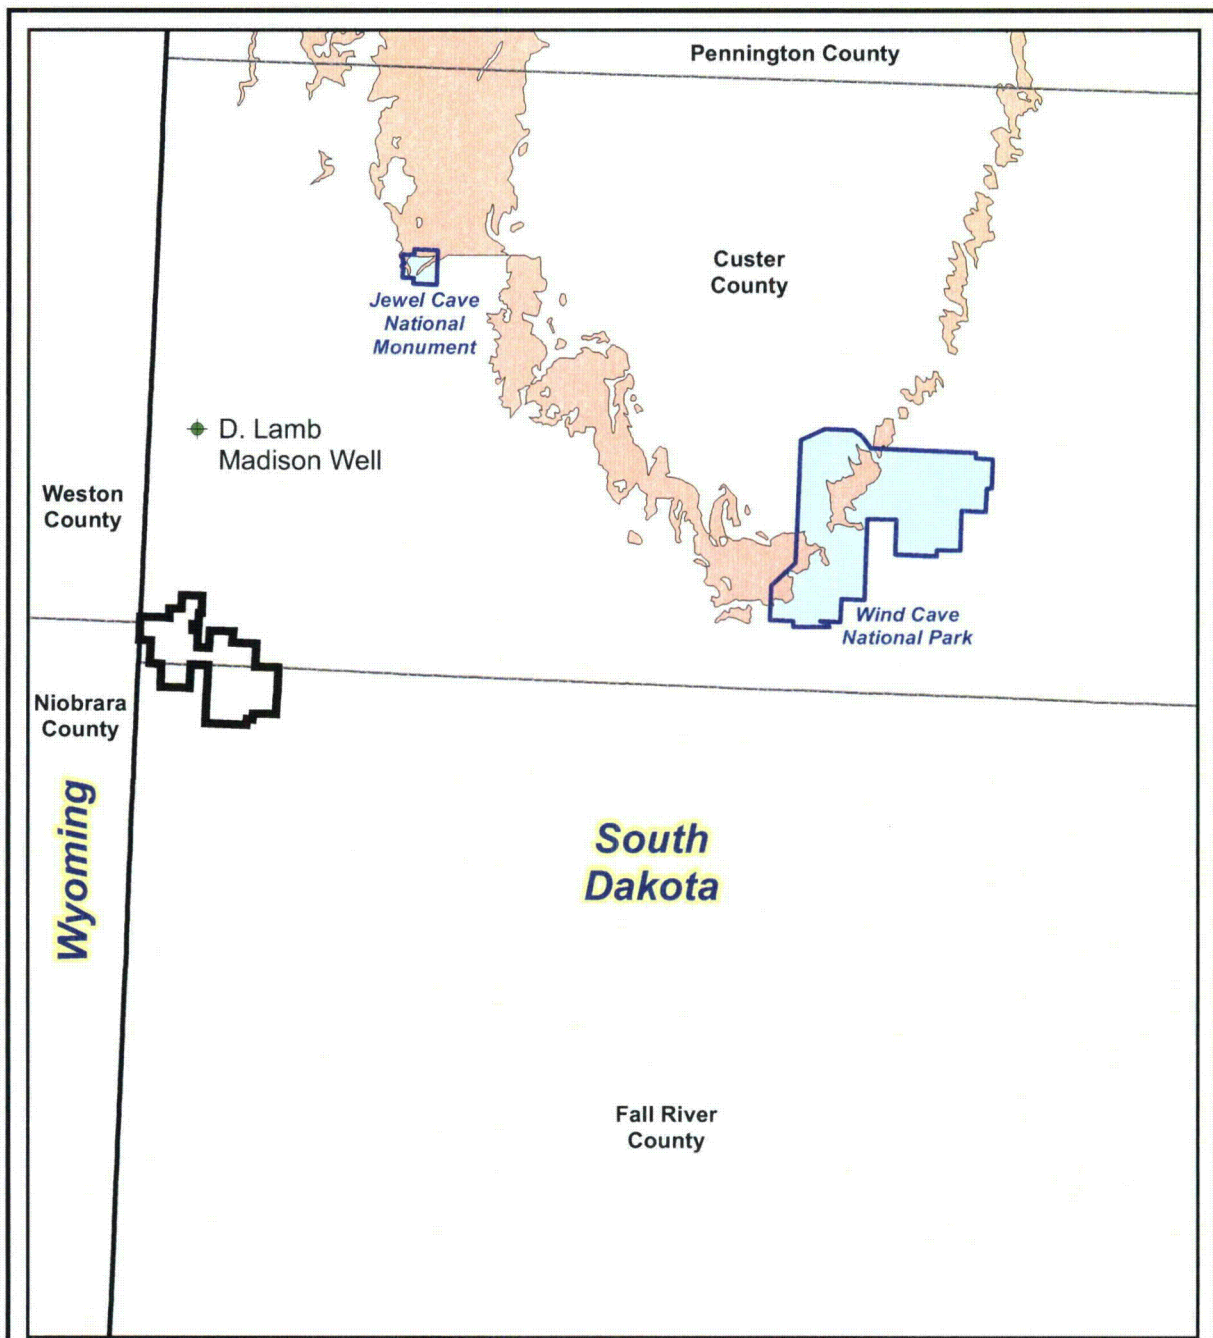 Pennington County
Custer
County
Jewel Cave
National
Monument
D. Lamb
Madison Well
Weston
County
Wind Cave
National Park
Niobrara
County
Wyoming
South
Dakota
Fall River
County